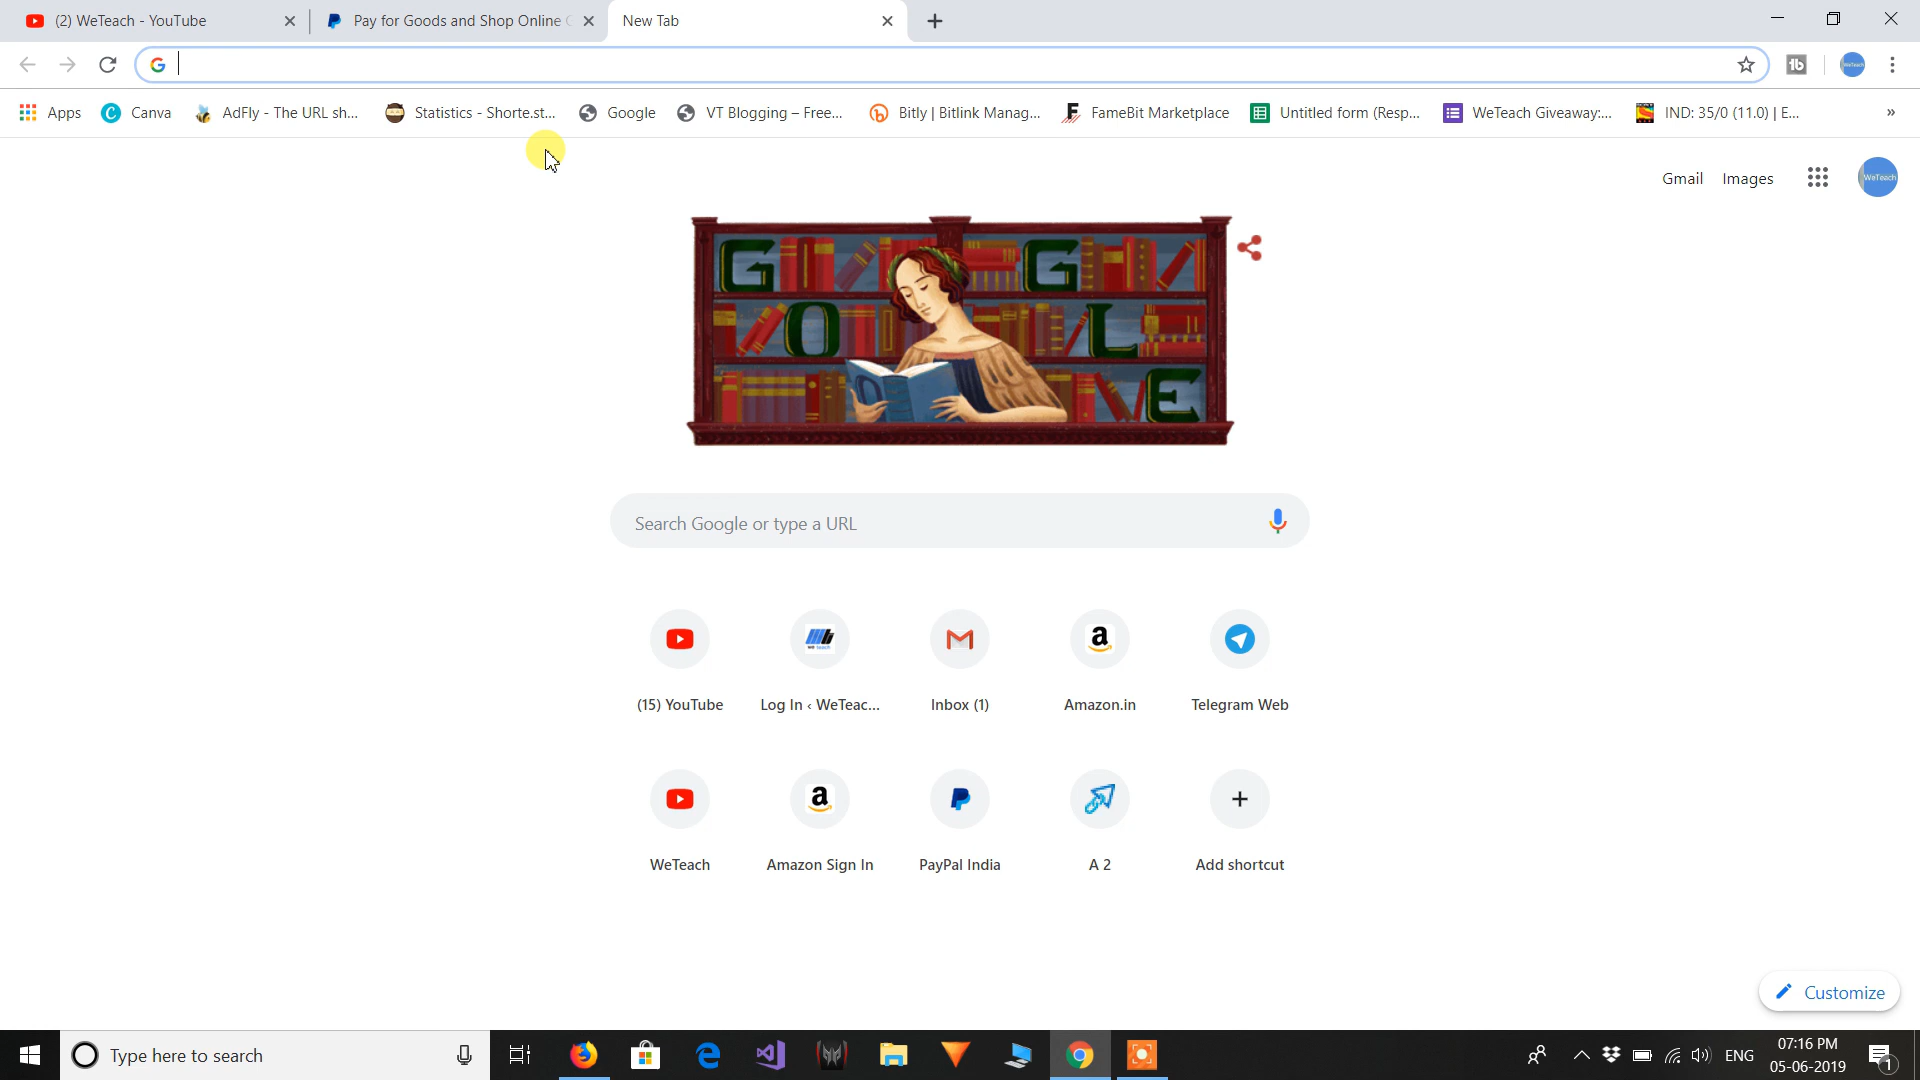 (2) WeTeach - YouTube
Pay for Goods and Shop Online
New Tab
Apps
Canva
AdFly - The URL sh...
Statistics - Shorte.st...
Google
VT Blogging – Free...
Bitly | Bitlink Manag...
FameBit Marketplace
Untitled form (Resp...
WeTeach Giveaway:...
IND: 35/0 (11.0) | E...
»
Gmail
Images
WeTeach
GOOGLE
Search Google or type a URL
(15) YouTube
Log In ‹ WeTeac...
Inbox (1)
Amazon.in
Telegram Web
WeTeach
Amazon Sign In
PayPal India
A 2
Add shortcut
Customize
Type here to search
ENG
07:16 PM
05-06-2019
1